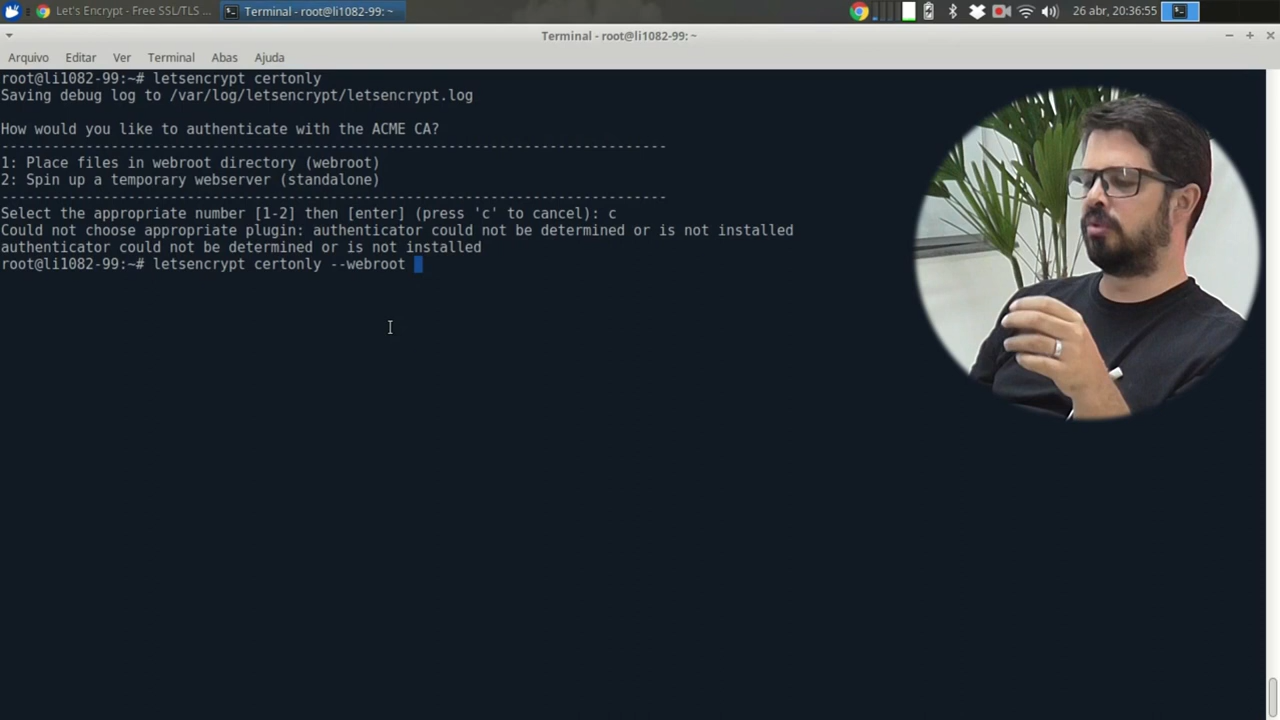 Let's Encrypt - Free SSL/TLS ...
Terminal - root@li1082-99: ~
26 abr, 20:36:55
Terminal - root@li1082-99: ~
Arquivo Editar Ver Terminal Abas Ajuda
root@li1082-99:~# letsencrypt certonly
Saving debug log to /var/log/letsencrypt/letsencrypt.log
How would you like to authenticate with the ACME CA?
-------------------------------------------------------------------------------
1: Place files in webroot directory (webroot)
2: Spin up a temporary webserver (standalone)
-------------------------------------------------------------------------------
Select the appropriate number [1-2] then [enter] (press 'c' to cancel): c
Could not choose appropriate plugin: authenticator could not be determined or is not installed
authenticator could not be determined or is not installed
root@li1082-99:~# letsencrypt certonly --webroot